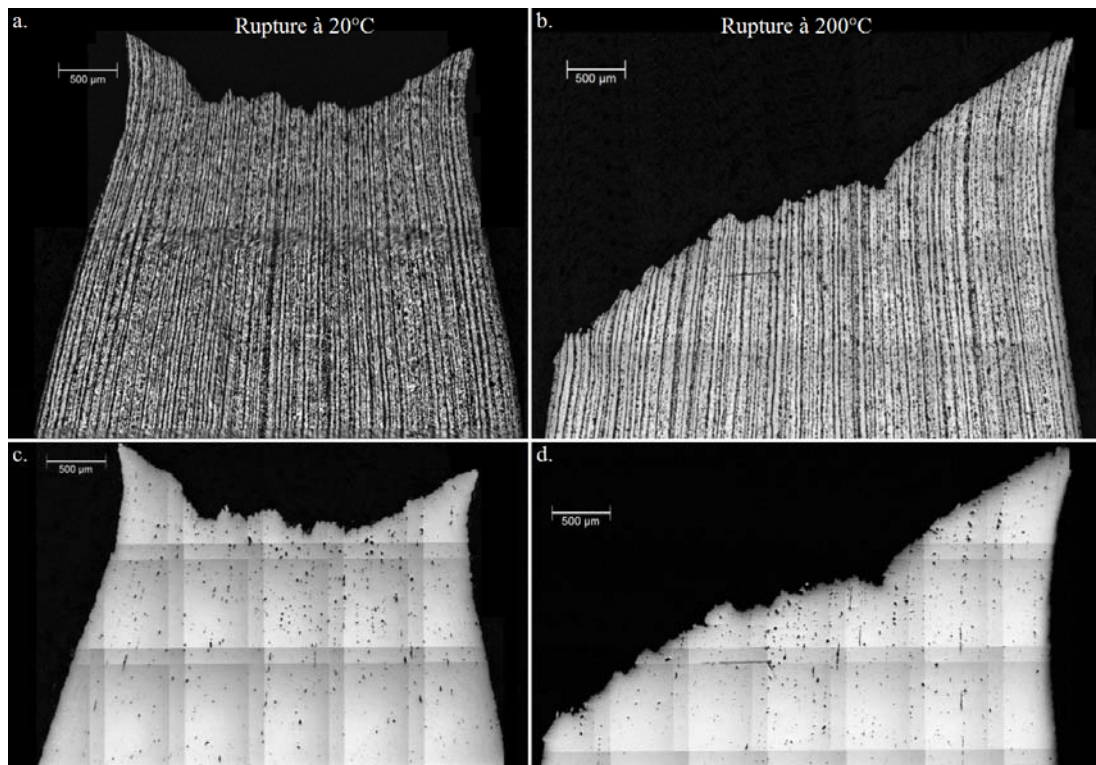 a.
Rupture à 20°C
500 µm
b.
Rupture à 200°C
500 µm
c.
500 µm
d.
500 µm